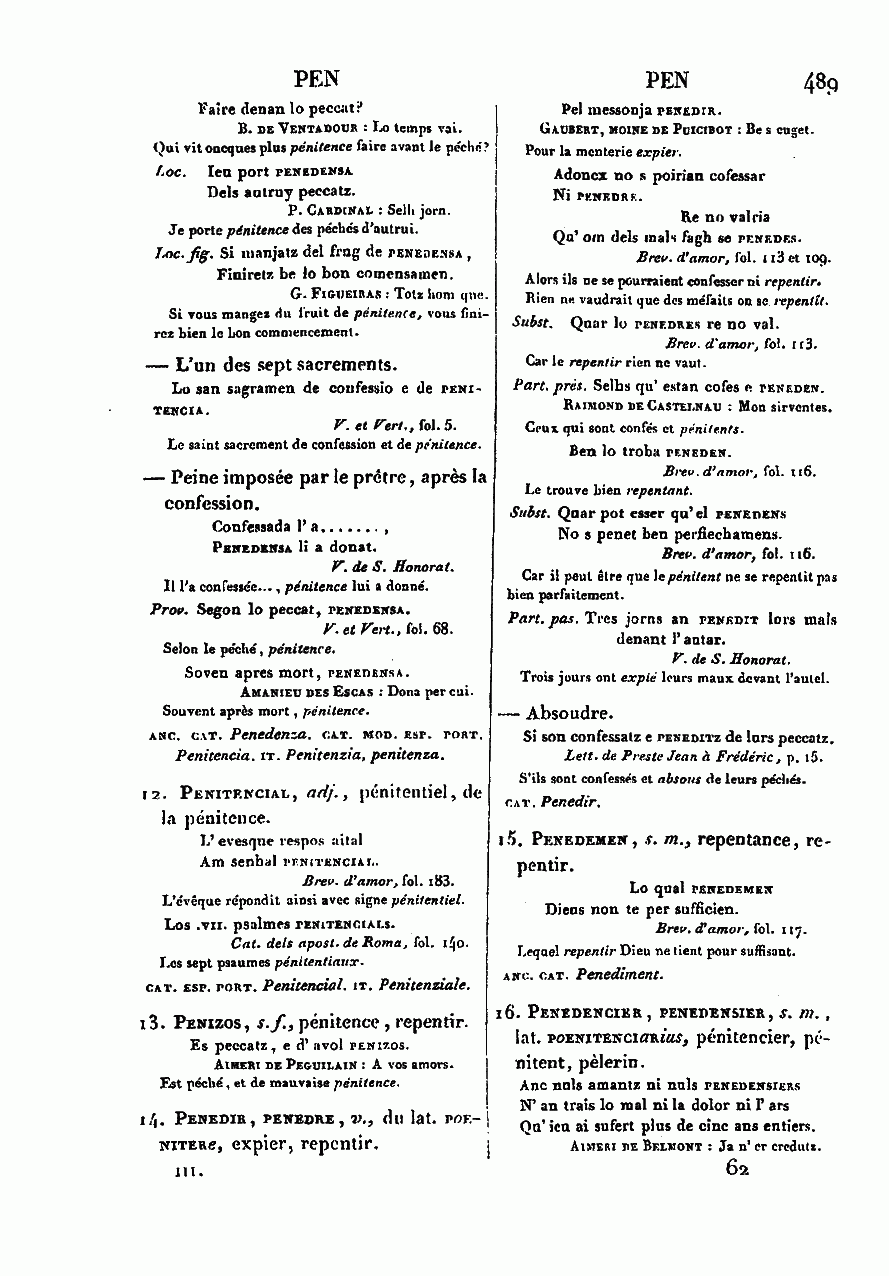 PEN
PEN
489
Faire denan lo peccat?
B. DE VENTADOUR : Lo temps vai.
Qui vit oncques plus pénitence faire avant le péché?
Loc. Ieu port PENEDENSA
Dels autruy peccatz.
P. CARDINAL : Selh jorn.
Je porte pénitence des péchés d'autrui.
Loc. fig. Si manjatz del frug de PENEDENSA,
Finiretz be lo bon comensamen.
G. FIGUEIRAS : Totz hom que.
Si vous mangez du fruit de pénitence, vous fini-
rez bien le bon commencement.
— L'un des sept sacrements.
Lo san sagramen de confessio e de PENI-
TENCIA.
V. et Vert., fol. 5.
Le saint sacrement de confession et de pénitence.
— Peine imposée par le prêtre, après la
confession.
Confessada l'a.......,
PENEDENSA li a donat.
V. de S. Honorat.
Il l'a confessée..., pénitence lui a donné.
Prov. Segon lo peccat, PENEDENSA.
V. et Vert., fol. 68.
Selon le péché, pénitence.
Soven apres mort, PENEDENSA.
AMANIEU DES ESCAS : Dona per cui.
Souvent après mort, pénitence.
ANC. CAT. Penedenza. CAT. MOD. ESP. PORT.
Penitencia. IT. Penitenzia, penitenza.
12. PENITENCIAL, adj., pénitentiel, de
la pénitence.
L'evesque respos aital
Am senhal PENITENCIAL.
Brev. d'amor, fol. 183.
L'évêque répondit ainsi avec signe pénitentiel.
Los .VII. psalmes PENITENCIALS.
Cat. dels apost. de Roma, fol. 140.
Les sept psaumes pénitentiaux.
CAT. ESP. PORT. Penitencial. IT. Penitenziale.
13. PENIZOS, s. f., pénitence, repentir.
Es peccatz, e d'avol PENIZOS.
AIMERI DE PEGUILAIN : A vos amors.
Est péché, et de mauvaise pénitence.
14. PENEDIR, PENEDRE, v., du lat. POE-
NITERe, expier, repentir.
III.
Pel messonja PENEDIR.
GAUBERT, MOINE DE PUICIBOT : Be s cuget.
Pour la menterie expier.
Adoncx no s poirian cofessar
Ni PENEDRE.
Re no valria
Qu'om dels mals fagh se PENEDES.
Brev. d'amor, fol. 113 et 109.
Alors ils ne se pourraient confesser ni repentir.
Rien ne vaudrait que des méfaits on se repentît.
Subst. Quar lo PENEDRES re no val.
Brev. d'amor, fol. 113.
Car le repentir rien ne vaut.
Part. prés. Selhs qu'estan cofes e PENEDEN.
RAIMOND DE CASTELNAU : Mon sirventes.
Ceux qui sont confés et pénitents.
Ben lo troba PENEDEN.
Brev. d'amor, fol. 116.
Le trouve bien repentant.
Subst. Quar pot esser qu'el PENEDENS
No s penet ben perfiechamens.
Brev. d'amor, fol. 116.
Car il peut être que le pénitent ne se repentit pas
bien parfaitement.
Part. pas. Tres jorns an PENEDIT lors mals
denant l'autar.
V. de S. Honorat.
Trois jours ont expié leurs maux devant l'autel.
— Absoudre.
Si son confessatz e PENEDITZ de lurs peccatz.
Lett. de Preste Jean à Frédéric, p. 15.
S'ils sont confessés et absous de leurs péchés.
CAT. Penedir.
15. PENEDEMEN, s. m., repentance, re-
pentir.
Lo qual PENEDEMEN
Dieus non te per sufficien.
Brev. d'amor, fol. 117.
Lequel repentir Dieu ne tient pour suffisant.
ANC. CAT. Penediment.
16. PENEDENCIER, PENEDENSIER, s. m.,
lat. POENITENCIaRius, pénitencier, pé-
nitent, pèlerin.
Anc nuls amantz ni nuls PENEDENSIERS
N'an trais lo mal ni la dolor ni l'ars
Qu'ieu ai sufert plus de cinc ans entiers.
AIMERI DE BELMONT : Ja n'er credutz.
62